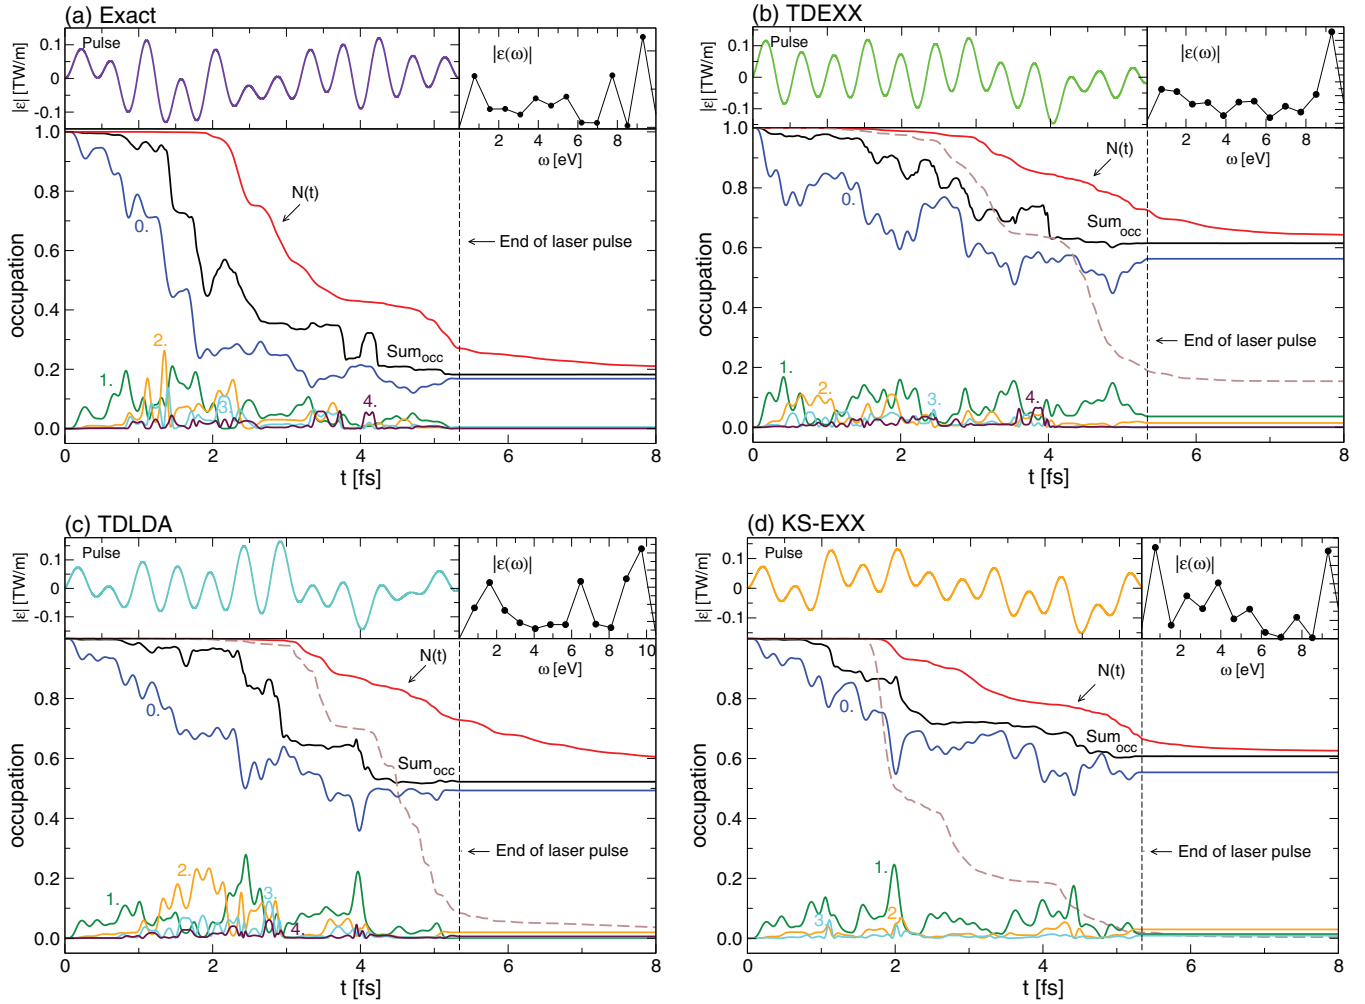 (a) Exact
Pulse
|ε(ω)|
|ε| [TW/m]
0.1
0
-0.1
2 4 6 8
ω [eV]
1.0
0.8
0.6
0.4
0.2
0.0
occupation
N(t)
0.
End of laser pulse
Sum_occ
2.
1.
3.
4.
0 2 4 6 8
t [fs]
(b) TDEXX
Pulse
|ε(ω)|
|ε| [TW/m]
0.1
0
-0.1
2 4 6 8
ω [eV]
1.0
0.8
0.6
0.4
0.2
0.0
occupation
N(t)
0.
Sum_occ
End of laser pulse
1.
2.
3.
4.
0 2 4 6 8
t [fs]
(c) TDLDA
Pulse
|ε(ω)|
|ε| [TW/m]
0.1
0
-0.1
0 2 4 6 8 10
ω [eV]
0.8
0.6
0.4
0.2
0.0
occupation
N(t)
0.
Sum_occ
End of laser pulse
2.
1.
3.
4.
0 2 4 6 8
t [fs]
(d) KS-EXX
Pulse
|ε(ω)|
|ε| [TW/m]
0.1
0
-0.1
2 4 6 8
ω [eV]
0.8
0.6
0.4
0.2
0.0
occupation
N(t)
0.
Sum_occ
End of laser pulse
1.
3.
2.
0 2 4 6 8
t [fs]